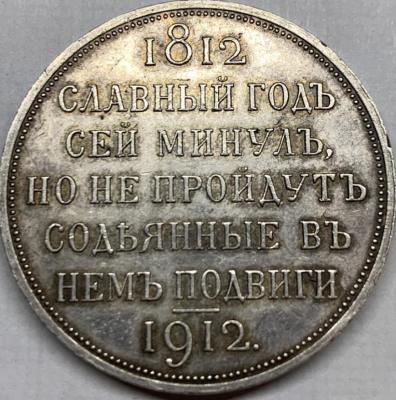 1812
СЛАВНЫЙ ГОДЪ
СЕЙ МИНУЛЪ,
НО НЕ ПРОЙДУТЪ
СОДѢЯННЫЕ ВЪ
НЕМЪ ПОДВИГИ
1912.